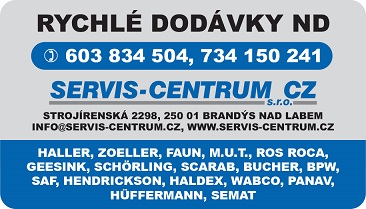 RYCHLÉ DODÁVKY ND
603 834 504, 734 150 241
SERVIS-CENTRUM CZ
s.r.o.
STROJÍRENSKÁ 2298, 250 01 BRANDÝS NAD LABEM
INFO@SERVIS-CENTRUM.CZ, WWW.SERVIS-CENTRUM.CZ
HALLER, ZOELLER, FAUN, M.U.T., ROS ROCA,
GEESINK, SCHÖRLING, SCARAB, BUCHER, BPW,
SAF, HENDRICKSON, HALDEX, WABCO, PANAV,
HÜFFERMANN, SEMAT